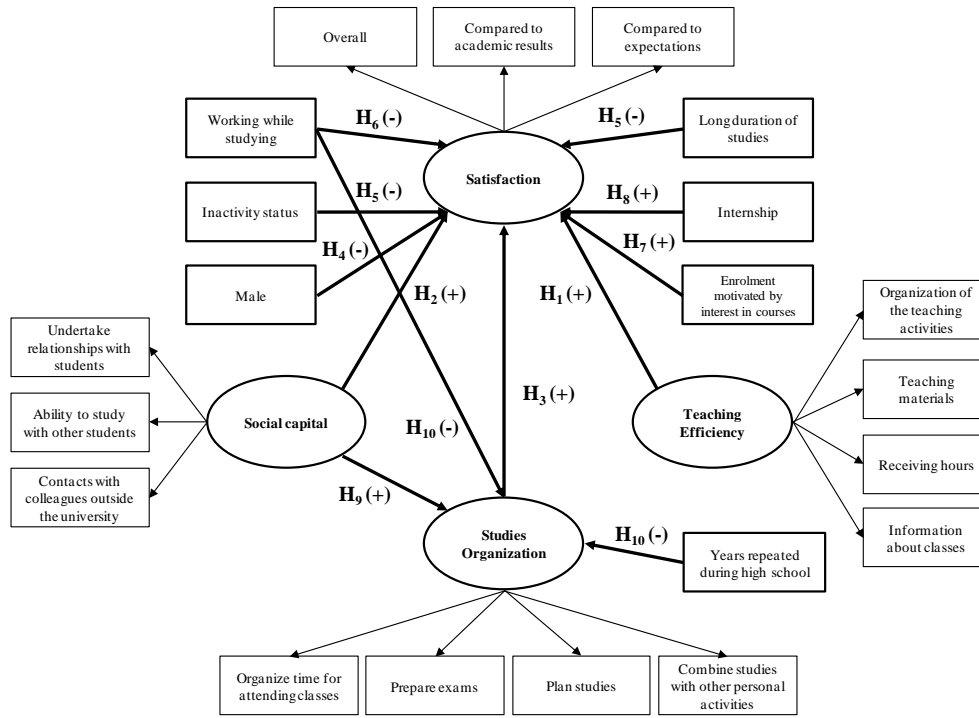 Overall
Compared to
academic results
Compared to
expectations
Working while
studying
H6 (-)
H5 (-)
Long duration of
studies
Satisfaction
Inactivity status
H5 (-)
H8 (+)
Internship
H4 (-)
H7 (+)
Male
H2 (+)
H1 (+)
Enrolment
motivated by
interest in courses
Organization of
the teaching
activities
Undertake
relationships with
students
Teaching
materials
H3 (+)
Ability to study
with other students
Social capital
H10 (-)
Teaching
Efficiency
Receiving hours
Contacts with
colleagues outside
the university
H9 (+)
Information
about classes
Studies
Organization
H10 (-)
Years repeated
during high school
Organize time for
attending classes
Prepare exams
Plan studies
Combine studies
with other personal
activities